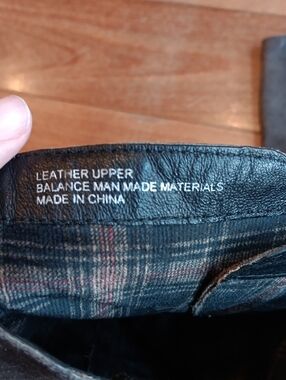 LEATHER UPPER
BALANCE MAN MADE MATERIALS
MADE IN CHINA